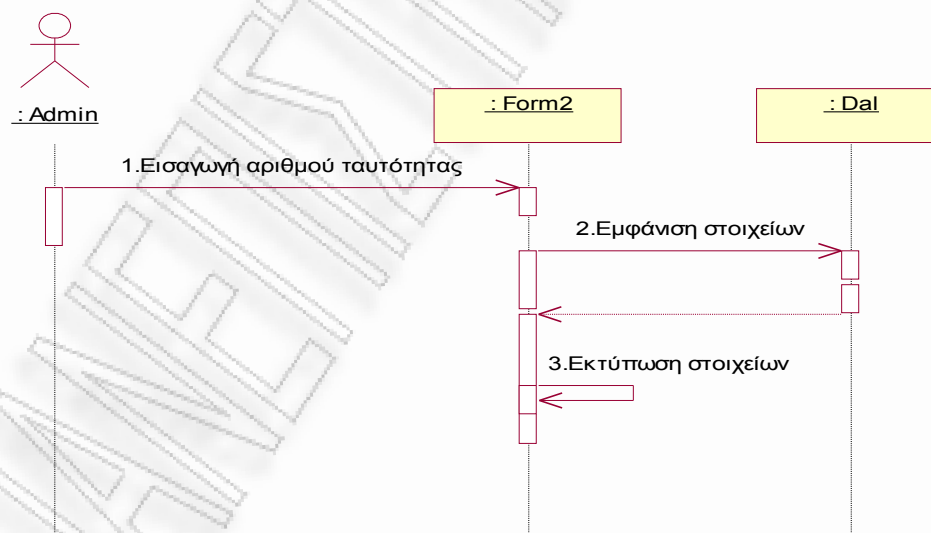 : Admin
: Form2
: Dal
1.Εισαγωγή αριθμού ταυτότητας
2.Εμφάνιση στοιχείων
3.Εκτύπωση στοιχείων